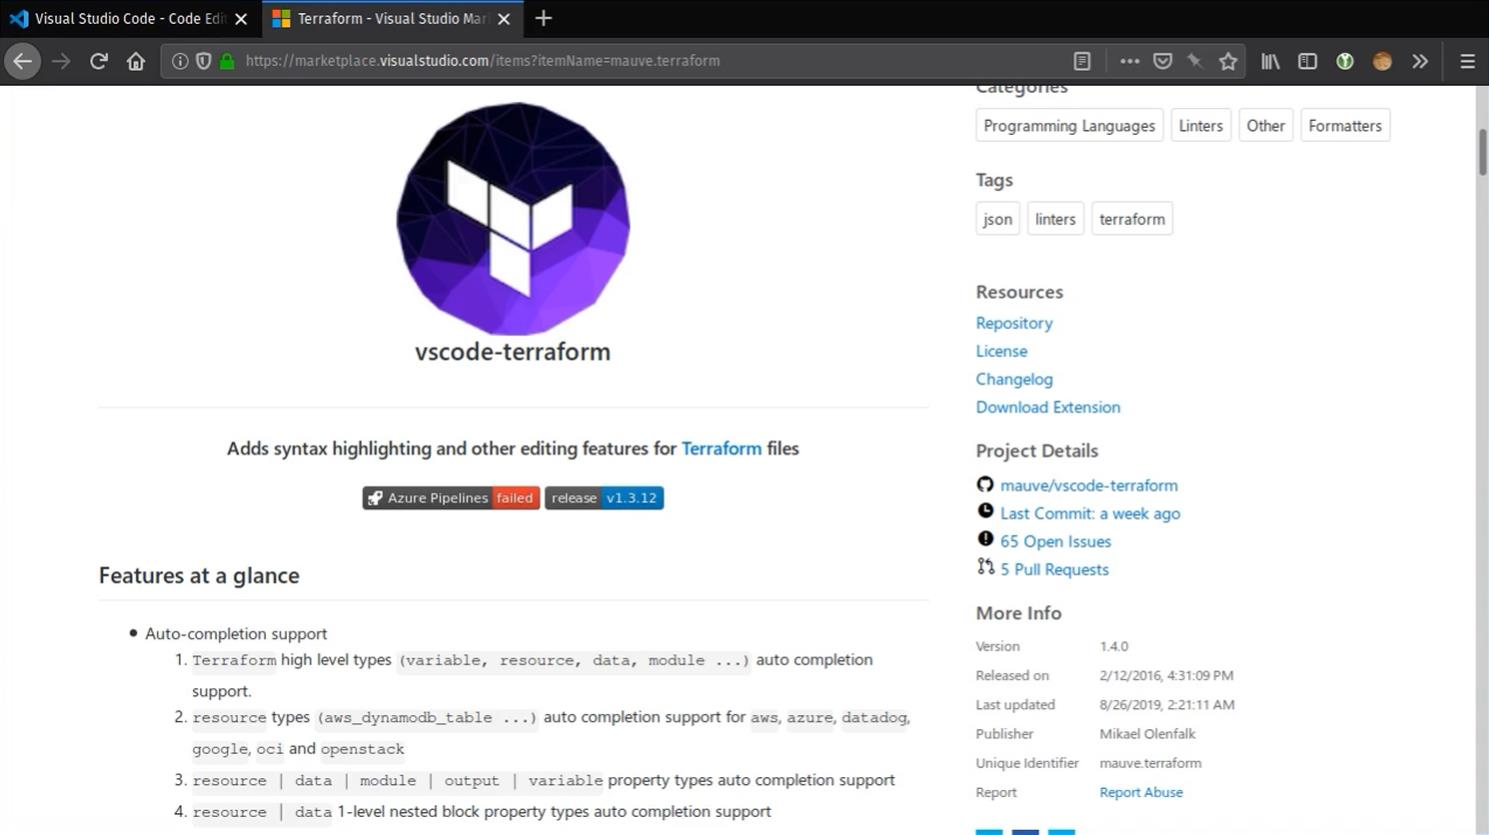 Visual Studio Code - Code Edit
Terraform - Visual Studio Mar
https://marketplace.visualstudio.com/items?itemName=mauve.terraform
vscode-terraform
Adds syntax highlighting and other editing features for Terraform files
Azure Pipelines failed release v1.3.12
Features at a glance
Auto-completion support
1. Terraform high level types (variable, resource, data, module ...) auto completion
support.
2. resource types (aws_dynamodb_table ...) auto completion support for aws, azure, datadog,
google, oci and openstack
3. resource | data | module | output | variable property types auto completion support
4. resource | data 1-level nested block property types auto completion support
Categories
Programming Languages Linters Other Formatters
Tags
json linters terraform
Resources
Repository
License
Changelog
Download Extension
Project Details
mauve/vscode-terraform
Last Commit: a week ago
65 Open Issues
5 Pull Requests
More Info
Version 1.4.0
Released on 2/12/2016, 4:31:09 PM
Last updated 8/26/2019, 2:21:11 AM
Publisher Mikael Olenfalk
Unique Identifier mauve.terraform
Report Report Abuse